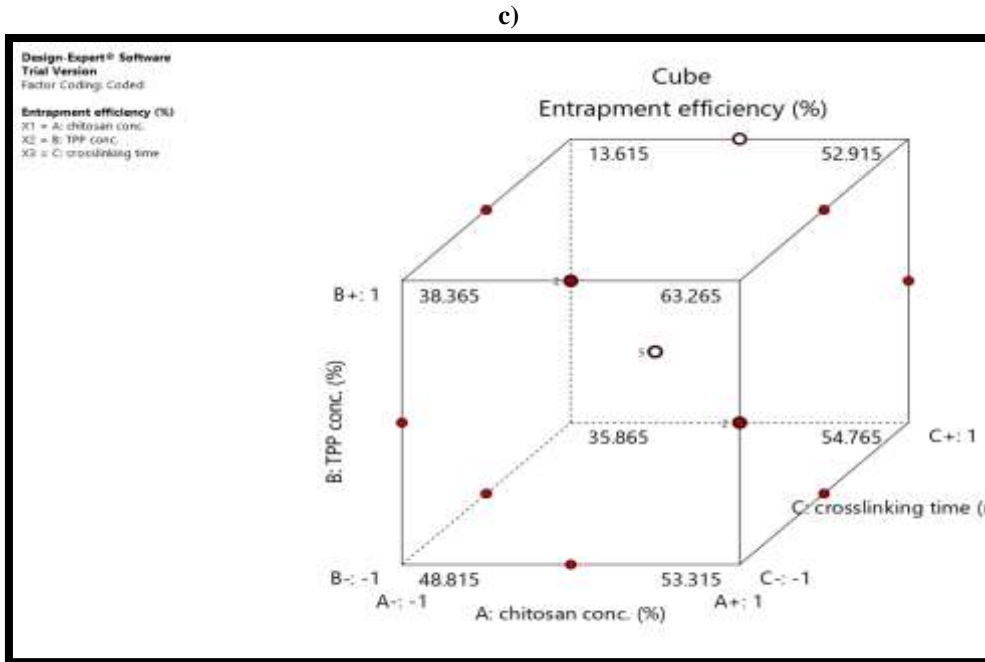 c)
Design-Expert® Software
Trial Version
Factor Coding: Coded
Entrapment efficiency (%)
X1 = A: chitosan conc.
X2 = B: TPP conc.
X3 = C: crosslinking time
Cube
Entrapment efficiency (%)
13.615 52.915
B+: 1 38.365 63.265
2
5
B: TPP conc. (%)
2
35.865 54.765 C+: 1
C: crosslinking time (
B-: -1 48.815 53.315 C-: -1
A-: -1 A+: 1
A: chitosan conc. (%)